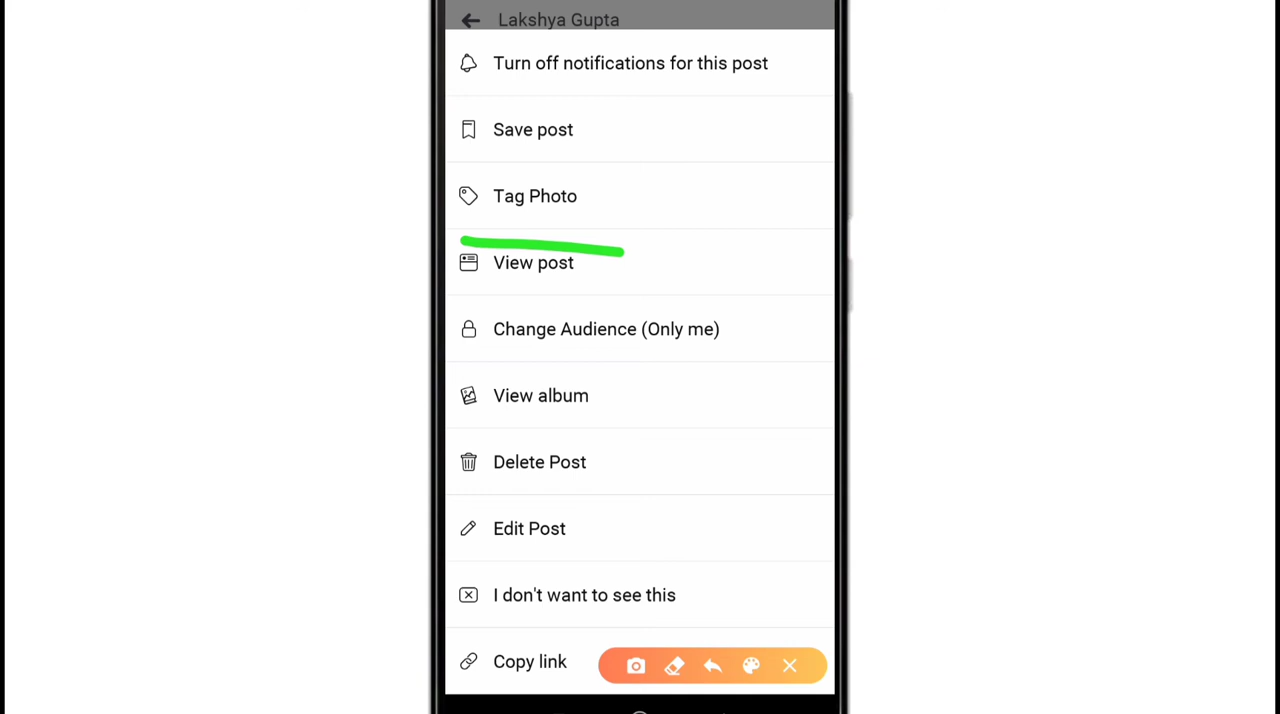 Lakshya Gupta
Turn off notifications for this post
Save post
Tag Photo
View post
Change Audience (Only me)
View album
Delete Post
Edit Post
I don't want to see this
Copy link